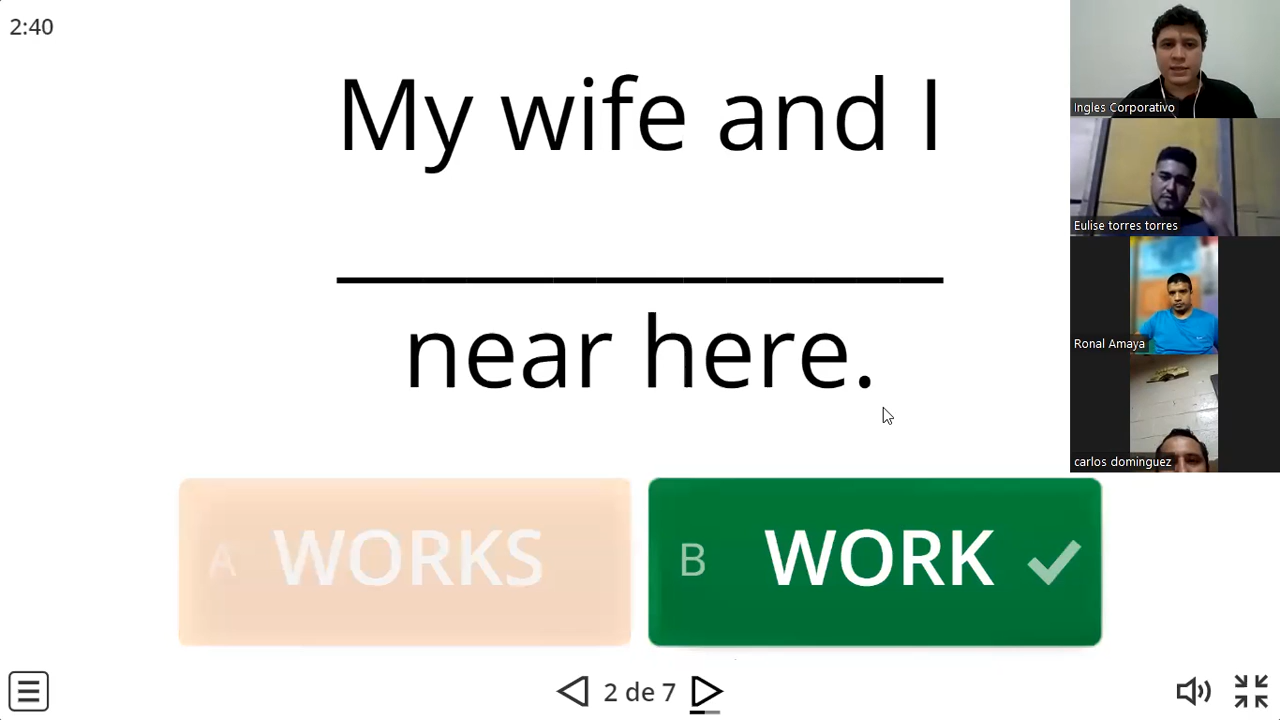 2:40
My wife and I
______________
near here.
A WORKS
B WORK
2 de 7
Ingles Corporativo
Eulise torres torres
Ronal Amaya
carlos dominguez